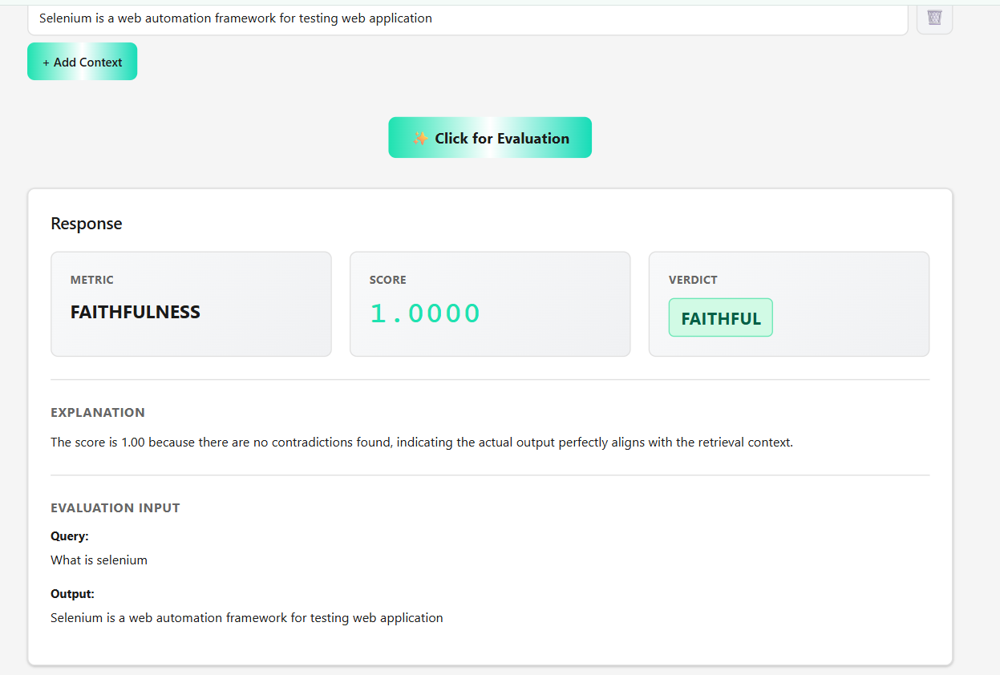 Selenium is a web automation framework for testing web application
+ Add Context
✨ Click for Evaluation
Response
METRIC
FAITHFULNESS
SCORE
1.0000
VERDICT
FAITHFUL
EXPLANATION
The score is 1.00 because there are no contradictions found, indicating the actual output perfectly aligns with the retrieval context.
EVALUATION INPUT
Query:
What is selenium
Output:
Selenium is a web automation framework for testing web application